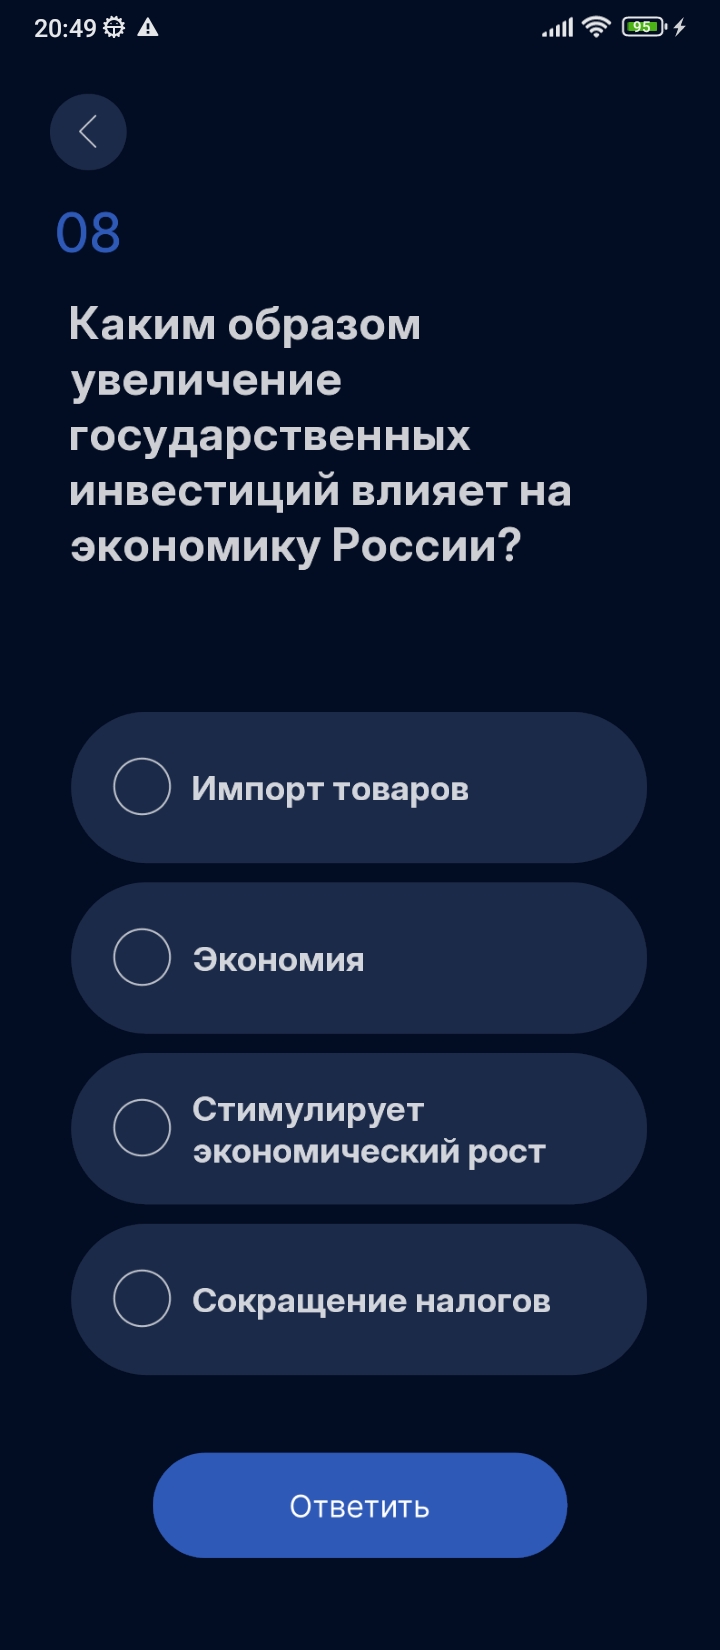 20:49
95
08
Каким образом
увеличение
государственных
инвестиций влияет на
экономику России?
Импорт товаров
Экономия
Стимулирует
экономический рост
Сокращение налогов
Ответить